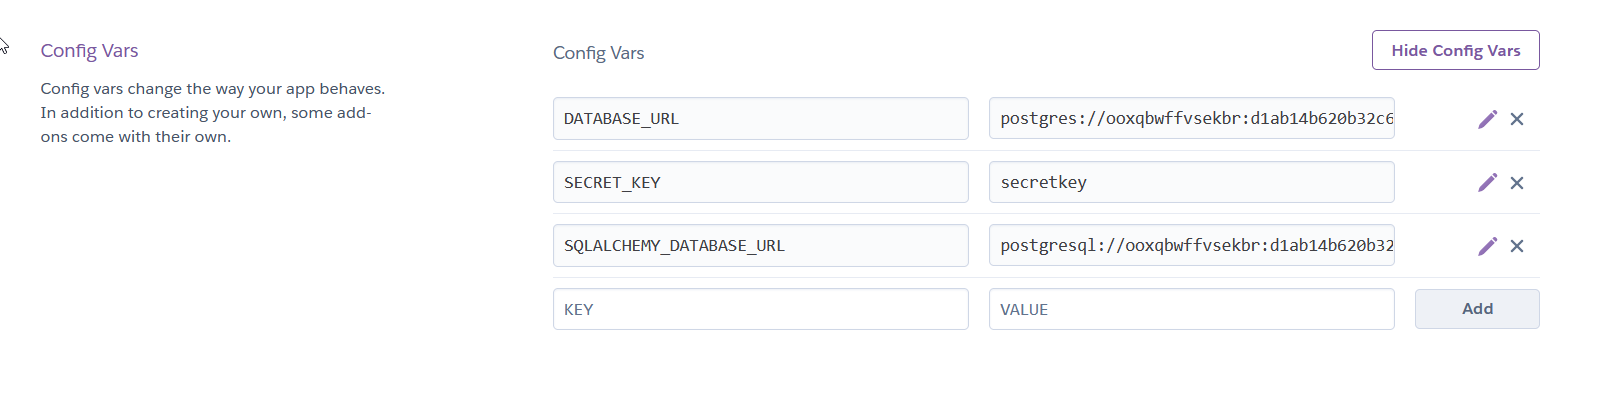 Config Vars
Config vars change the way your app behaves.
In addition to creating your own, some add-
ons come with their own.
Config Vars
Hide Config Vars
DATABASE_URL postgres://ooxqbwffvsekbr:d1ab14b620b32c6
SECRET_KEY secretkey
SQLALCHEMY_DATABASE_URL postgresql://ooxqbwffvsekbr:d1ab14b620b32
KEY VALUE Add